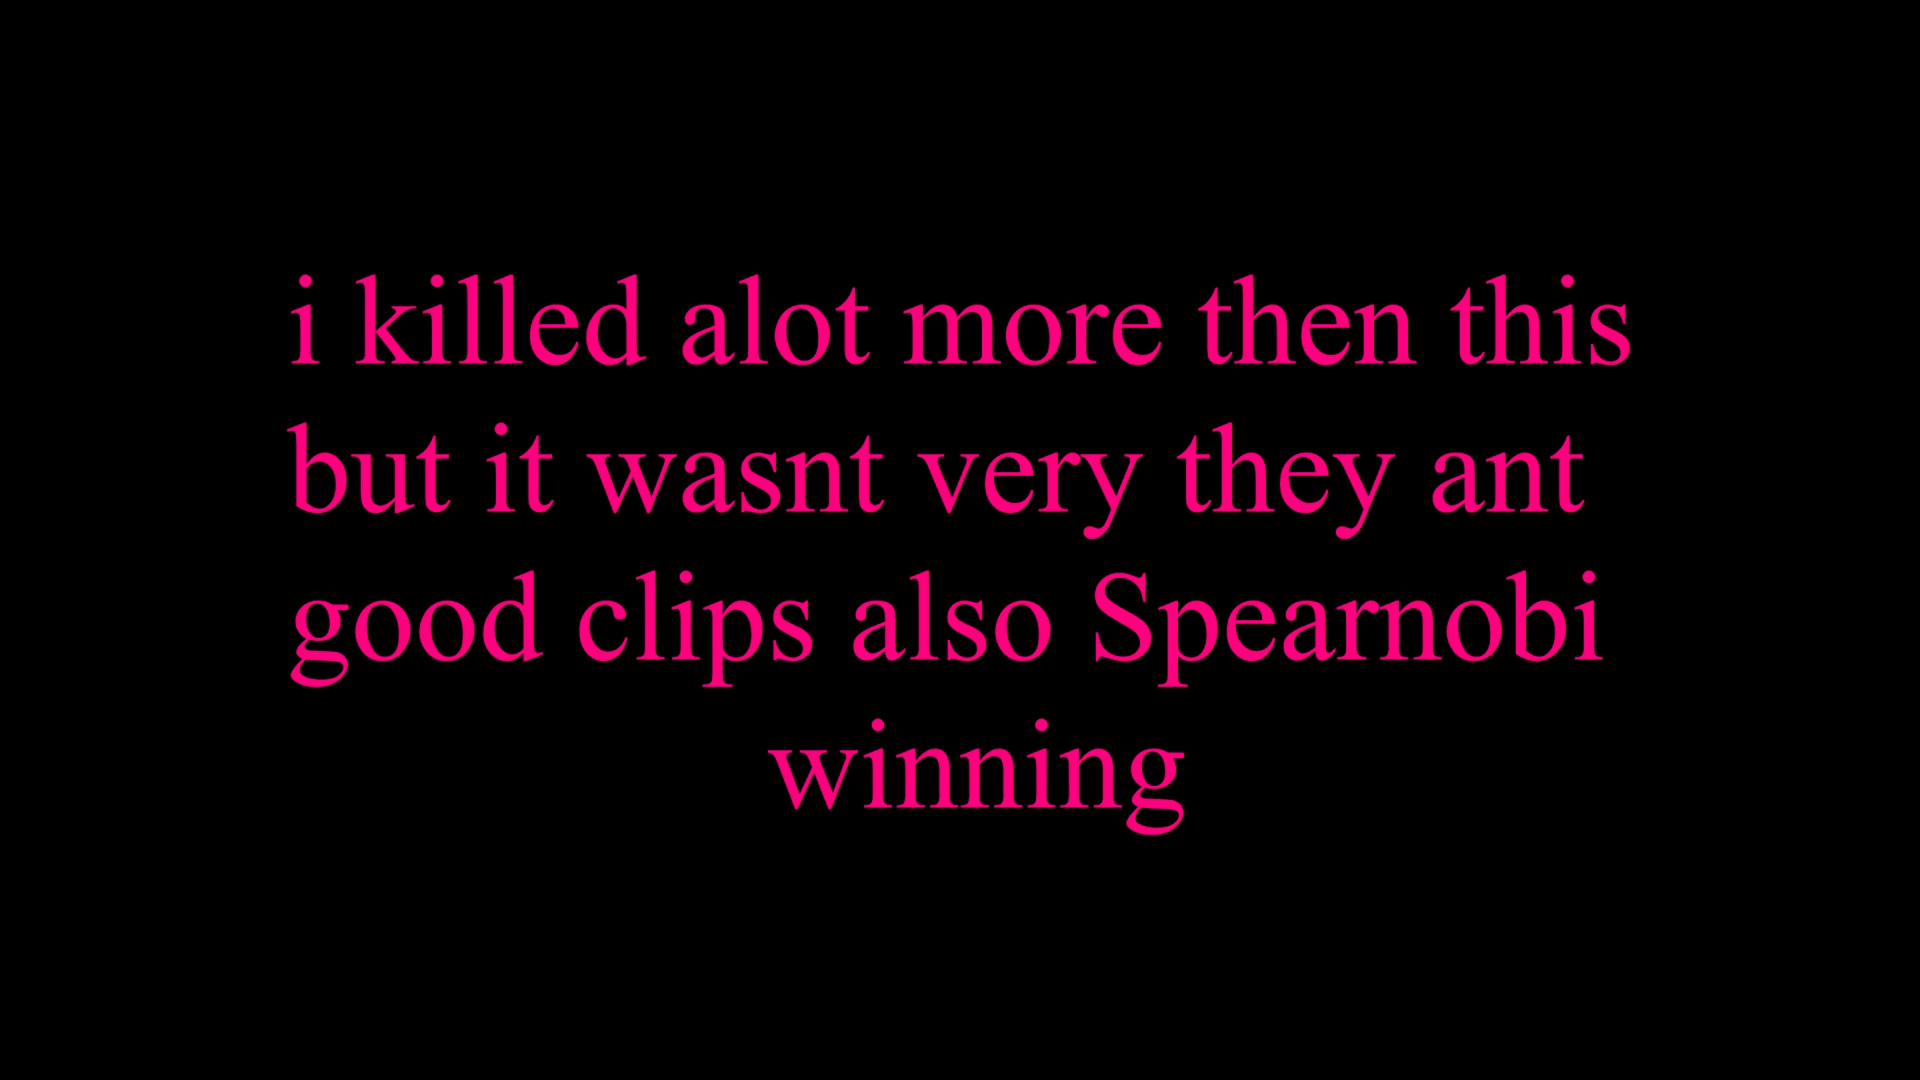 i killed alot more then this
but it wasnt very they ant
good clips also Spearnobi
winning